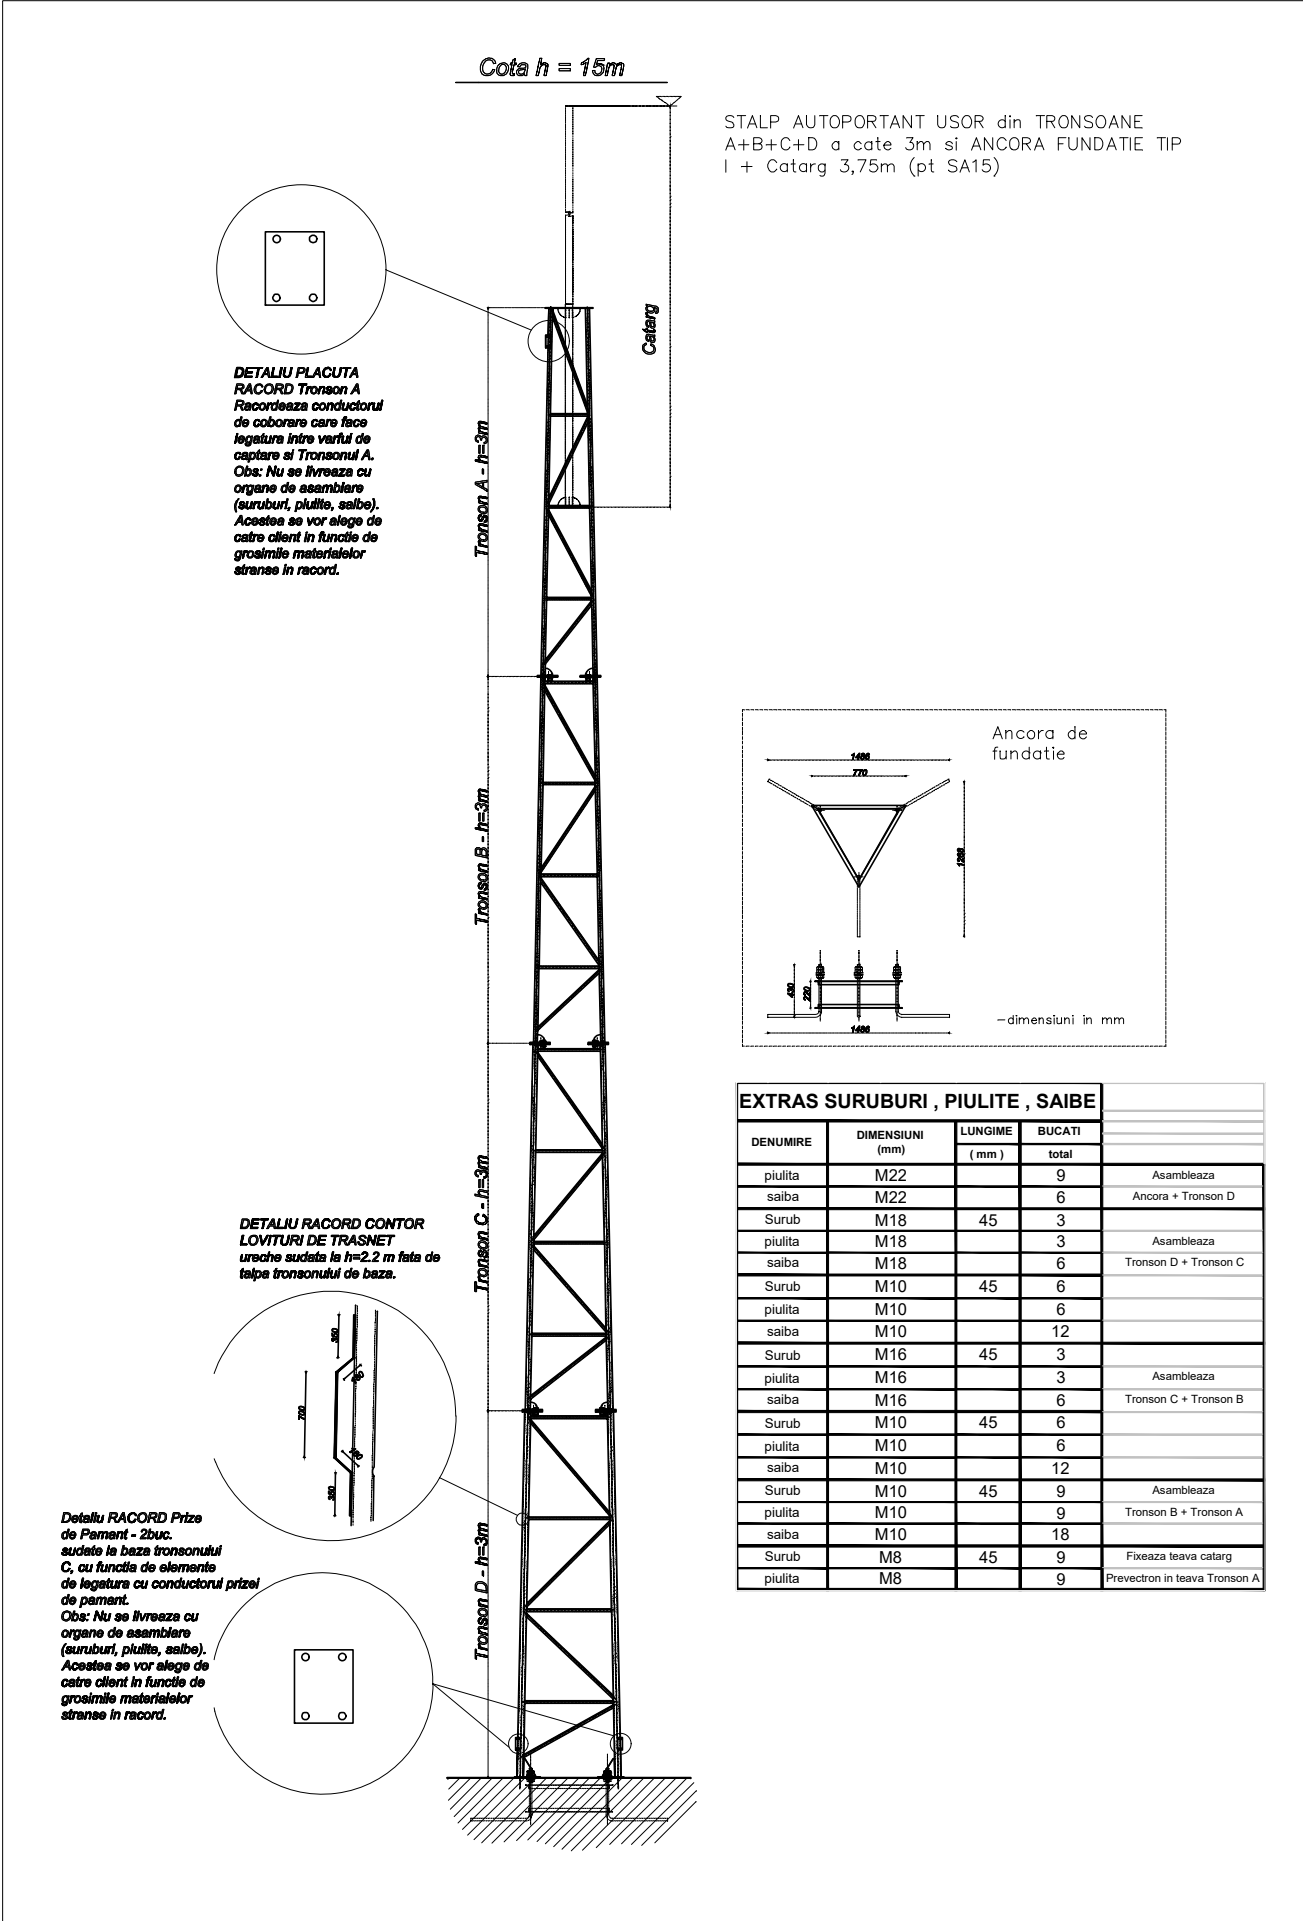 Cota h = 15m
STALP AUTOPORTANT USOR din TRONSOANE
A+B+C+D a cate 3m si ANCORA FUNDATIE TIP
I + Catarg 3,75m (pt SA15)
Catarg
DETALIU PLACUTA
RACORD Tronson A
Racordeaza conductorul
de coborare care face
legatura intre varful de
captare si Tronsonul A.
Obs: Nu se livreaza cu
organe de asamblare
(suruburi, piulite, saibe).
Acestea se vor alege de
catre client in functie de
grosimile materialelor
stranse in racord.
Tronson A - h=3m
Tronson B - h=3m
Tronson C - h=3m
Tronson D - h=3m
Ancora de
fundatie
1486
770
1288
430
220
1486
-dimensiuni in mm
EXTRAS SURUBURI , PIULITE , SAIBE
DENUMIRE DIMENSIUNI (mm) LUNGIME ( mm ) BUCATI total
piulita M22 9 Asambleaza
saiba M22 6 Ancora + Tronson D
Surub M18 45 3
piulita M18 3 Asambleaza
saiba M18 6 Tronson D + Tronson C
Surub M10 45 6
piulita M10 6
saiba M10 12
Surub M16 45 3
piulita M16 3 Asambleaza
saiba M16 6 Tronson C + Tronson B
Surub M10 45 6
piulita M10 6
saiba M10 12
Surub M10 45 9 Asambleaza
piulita M10 9 Tronson B + Tronson A
saiba M10 18
Surub M8 45 9 Fixeaza teava catarg
piulita M8 9 Prevectron in teava Tronson A
DETALIU RACORD CONTOR
LOVITURI DE TRASNET
ureche sudata la h=2.2 m fata de
talpa tronsonului de baza.
350
700
350
Detaliu RACORD Prize
de Pamant - 2buc.
sudate la baza tronsonului
C, cu functia de elemente
de legatura cu conductorul prizei
de pamant.
Obs: Nu se livreaza cu
organe de asamblare
(suruburi, piulite, saibe).
Acestea se vor alege de
catre client in functie de
grosimile materialelor
stranse in racord.